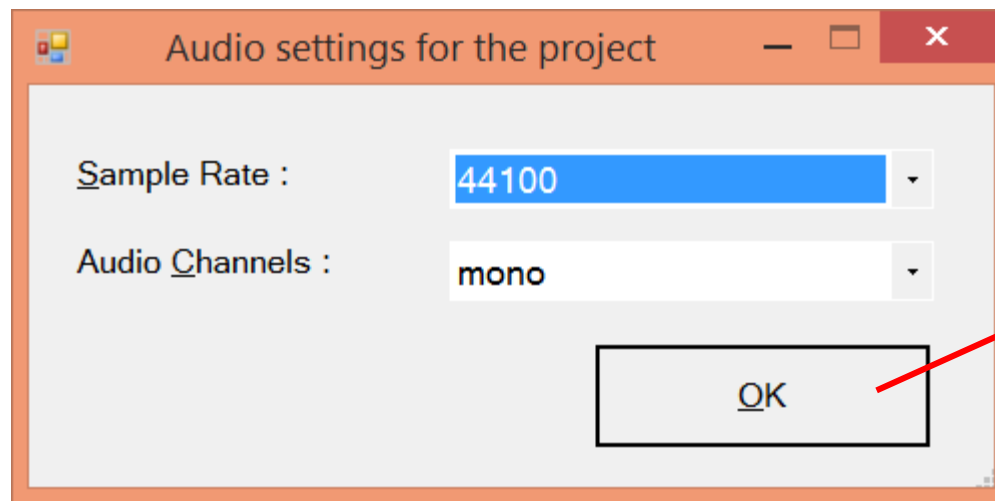 Audio settings for the project
Sample Rate :
44100
Audio Channels :
mono
OK